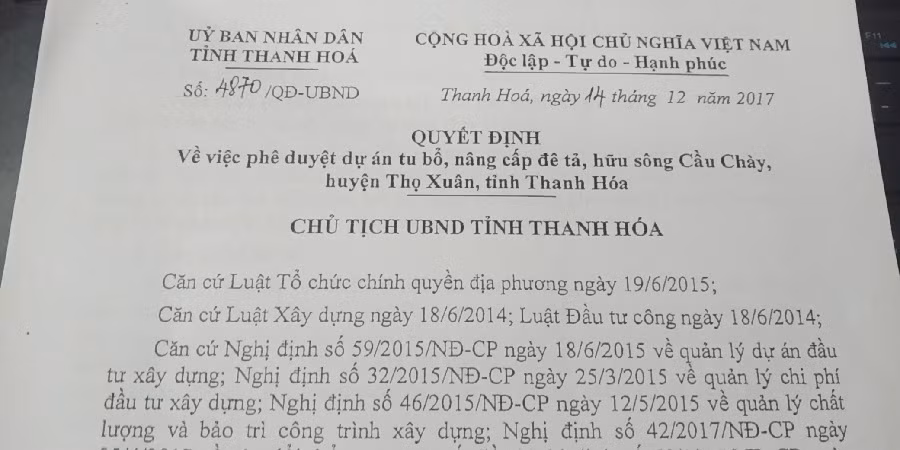 UỶ BAN NHÂN DÂN
TỈNH THANH HOÁ
Số: 4870/QĐ-UBND
CỘNG HOÀ XÃ HỘI CHỦ NGHĨA VIỆT NAM
Độc lập - Tự do - Hạnh phúc
Thanh Hoá, ngày 14 tháng 12 năm 2017
QUYẾT ĐỊNH
Về việc phê duyệt dự án tu bổ, nâng cấp đê tả, hữu sông Cầu Chày,
huyện Thọ Xuân, tỉnh Thanh Hóa
CHỦ TỊCH UBND TỈNH THANH HÓA
Căn cứ Luật Tổ chức chính quyền địa phương ngày 19/6/2015;
Căn cứ Luật Xây dựng ngày 18/6/2014; Luật Đầu tư công ngày 18/6/2014;
Căn cứ Nghị định số 59/2015/NĐ-CP ngày 18/6/2015 về quản lý dự án đầu
tư xây dựng; Nghị định số 32/2015/NĐ-CP ngày 25/3/2015 về quản lý chi phí
đầu tư xây dựng; Nghị định số 46/2015/NĐ-CP ngày 12/5/2015 về quản lý chất
lượng và bảo trì công trình xây dựng; Nghị định số 42/2017/NĐ-CP ngày
F11